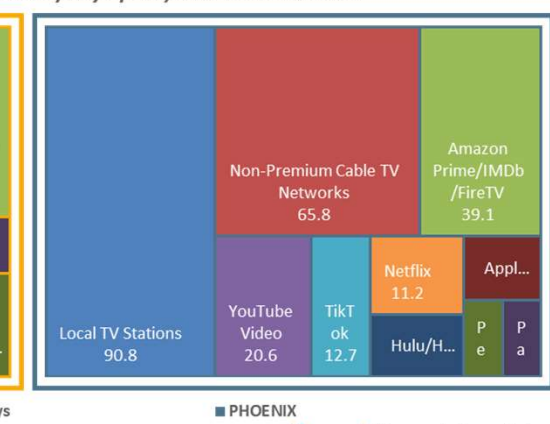 Local TV Stations
90.8
Non-Premium Cable TV
Networks
65.8
Amazon
Prime/IMDb
/FireTV
39.1
YouTube
Video
20.6
TikT
ok
12.7
Netflix
11.2
Hulu/H...
Appl...
P
e
P
a
PHOENIX